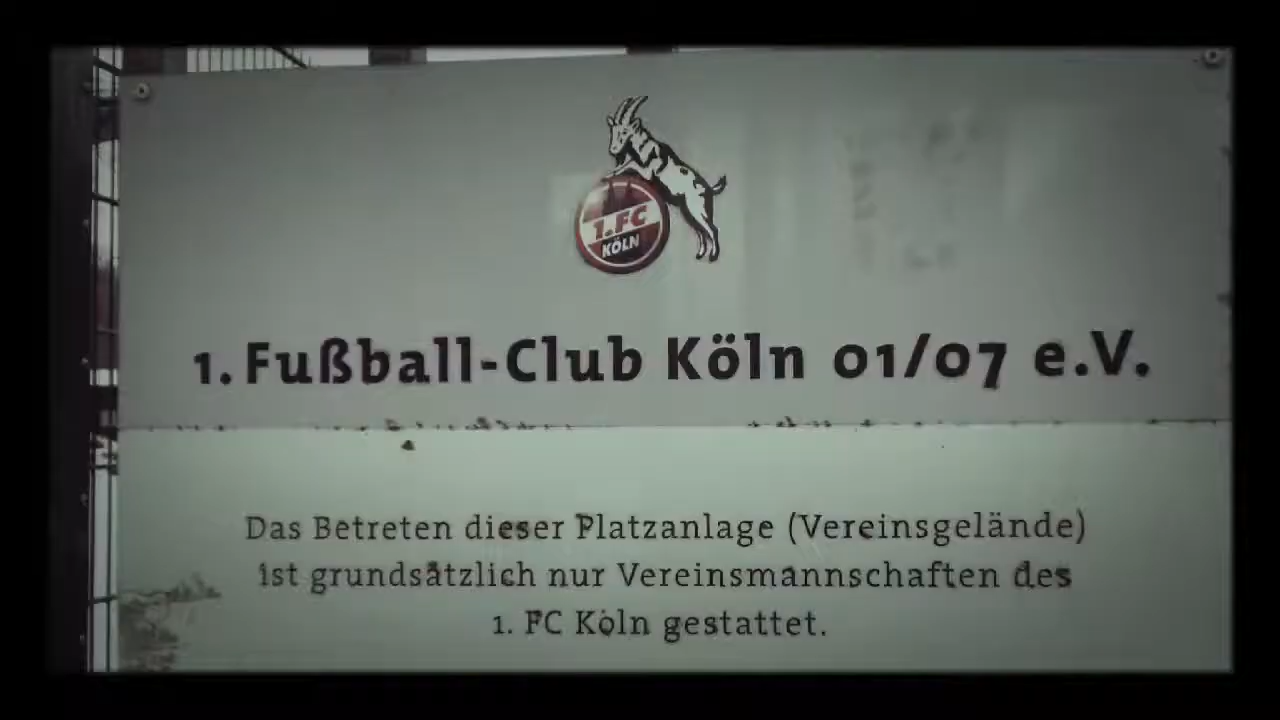 1. FC
KÖLN
1. Fußball-Club Köln 01/07 e.V.
Das Betreten dieser Platzanlage (Vereinsgelände)
ist grundsätzlich nur Vereinsmannschaften des
1. FC Köln gestattet.